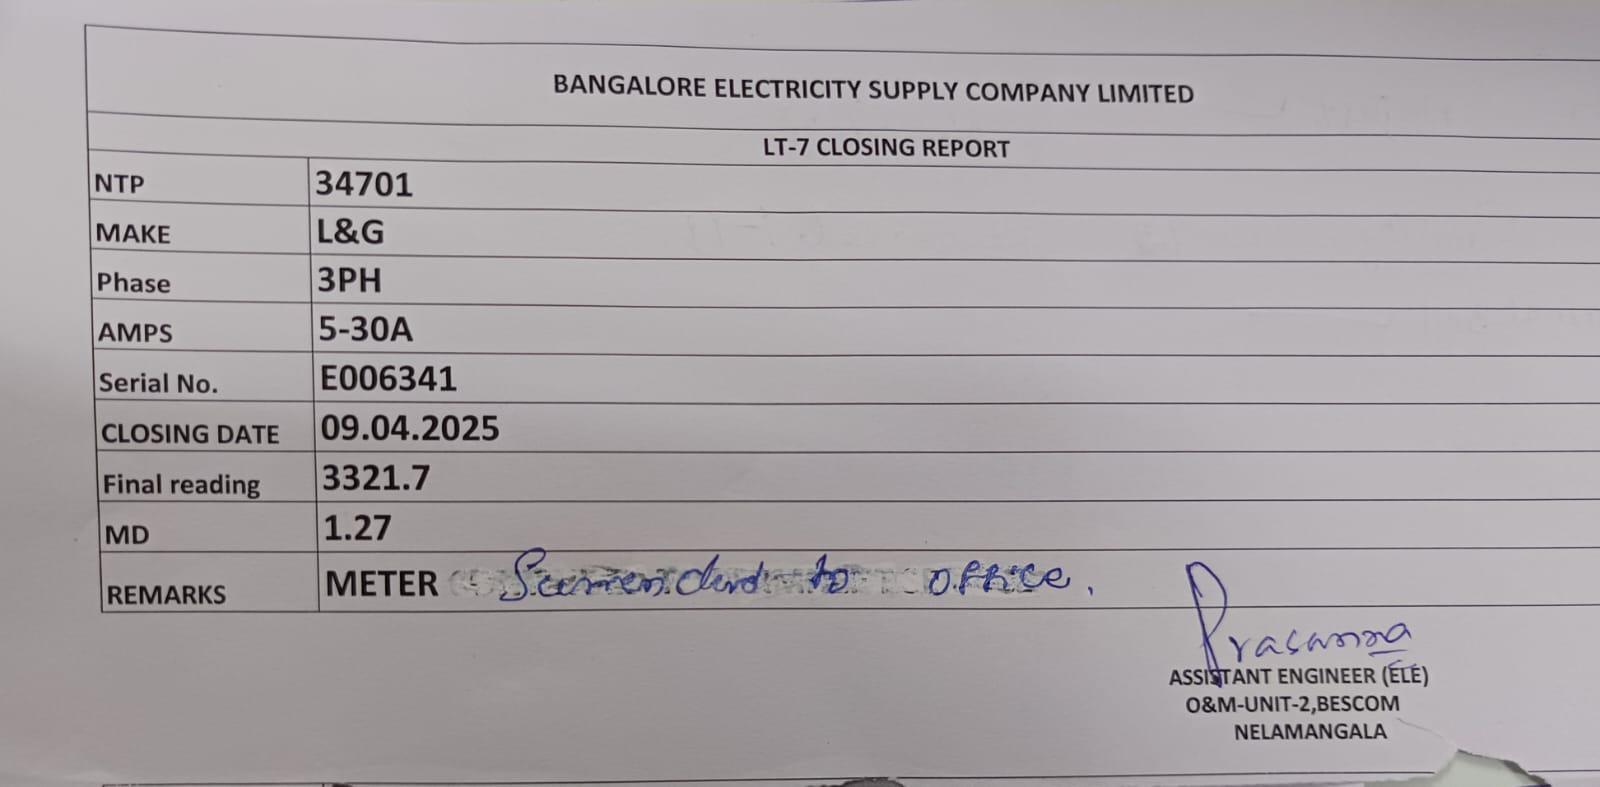 BANGALORE ELECTRICITY SUPPLY COMPANY LIMITED
LT-7 CLOSING REPORT
NTP 34701
MAKE L&G
Phase 3PH
AMPS 5-30A
Serial No. E006341
CLOSING DATE 09.04.2025
Final reading 3321.7
MD 1.27
REMARKS METER to office.
Prasanna
ASSISTANT ENGINEER (ELE)
O&M-UNIT-2,BESCOM
NELAMANGALA